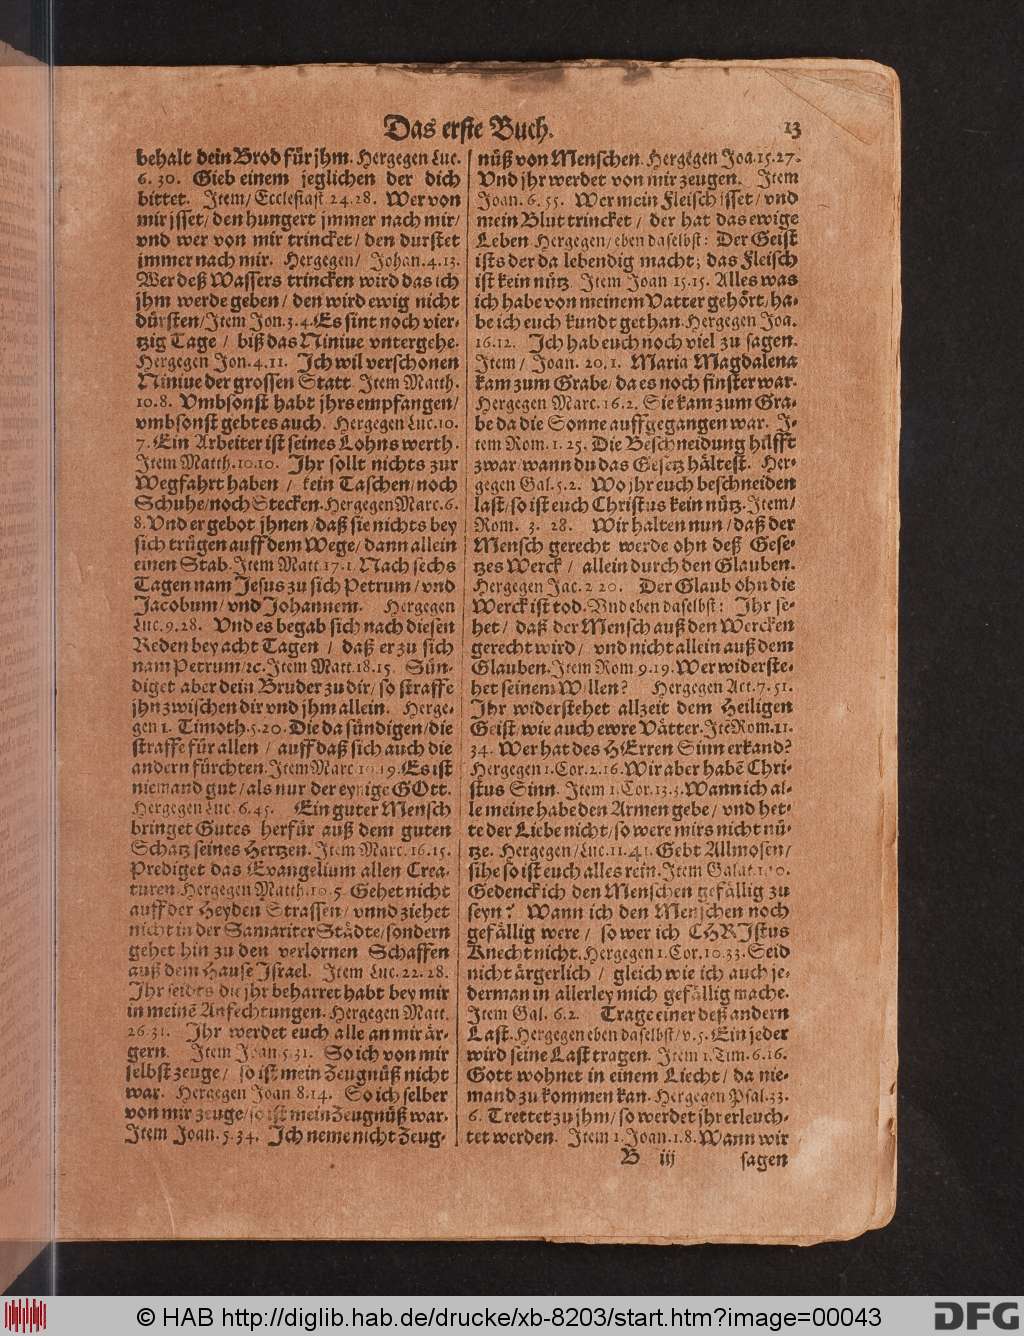 Das erste Buch. 13
behalt dein Brod für jhm. Hergegen Luc.
6. 30. Gieb einem jeglichen der dich
bittet. Item/ Ecclesiast 24. 28. Wer von
mir jsset/ den hungert jmmer nach mir/
vnd wer von mir trincket/ den durstet
jmmer nach mir. Hergegen/ Johan. 4. 13.
Wer deß Wassers trincken wird das ich
jhm werde geben/ den wird ewig nicht
dürsten/ Item Jon. 3. 4. Es sint noch vier-
tzig Tage / biß das Niniue vntergehe.
Hergegen Jon. 4. 11. Ich wil verschonen
Niniue der grossen Statt. Item Matth.
10. 8. Vmbsonst habt jhrs empfangen/
vmbsonst gebt es auch. Hergegen Luc. 10.
7. Ein Arbeiter ist seines Lohns werth.
Item Matth. 10. 10. Ihr sollt nichts zur
Wegfahrt haben / kein Taschen/ noch
Schuhe/ noch Stecken. Hergegen Marc. 6.
8. Vnd er gebot jhnen/ daß sie nichts bey
sich trügen auff dem Wege/ dann allein
einen Stab. Item Matt. 17. 1. Nach sechs
Tagen nam Jesus zu sich Petrum/ vnd
Jacobum/ vnd Johannem. Hergegen
Luc. 9. 28. Vnd es begab sich nach diesen
Reden bey acht Tagen / daß er zu sich
nam Petrum/ ꝛc. Item Matt. 18. 15. Sün-
diget aber dein Bruder zu dir/ so straffe
jhn zwischen dir vnd jhm allein. Herge-
gen 1. Timoth. 5. 20. Die da sündigen/ die
straffe für allen / auff daß sich auch die
andern fürchten. Item Marc 10. 19. Es ist
niemand gut/ als nur der eynige GOtt.
Hergegen Luc. 6. 45. Ein guter Mensch
bringet Gutes herfür auß dem guten
Schatz seines Hertzen. Item Marc. 16. 15.
Prediget das Evangelium allen Crea-
turen. Hergegen Matth. 10. 5. Gehet nicht
auff der Heyden Strassen/ vnnd ziehet
nicht in der Samariter Städte/ sondern
gehet hin zu den verlornen Schaffen
auß dem Hause Israel. Item Luc. 22. 28.
Ihr seidts die jhr beharret habt bey mir
in meinē Anfechtungen. Hergegen Matt.
26. 31. Ihr werdet euch alle an mir är-
gern. Item Joan 5. 31. So ich von mir
selbst zeuge/ so ist mein Zeugnüß nicht
war. Hergegen Joan 8. 14. So ich selber
von mir zeuge/ so ist mein Zeugnüß war.
Item Joan. 5. 34. Ich neme nicht Zeug-
nüß von Menschen. Hergegen Joa. 15. 27.
Vnd jhr werdet von mir zeugen. Item
Joan. 6. 55. Wer mein Fleisch isset/ vnd
mein Blut trincket / der hat das ewige
Leben. Hergegen/ eben daselbst: Der Geist
ists der da lebendig macht; das Fleisch
ist kein nütz. Item Joan 15. 15. Alles was
ich habe von meinem Vatter gehört/ ha-
be ich euch kundt gethan. Hergegen Joa.
16. 12. Ich hab euch noch viel zu sagen.
Item/ Joan. 20, 1. Maria Magdalena
kam zum Grabe/ da es noch finster war.
Hergegen Marc. 16. 2. Sie kam zum Gra-
be da die Sonne auffgegangen war. I-
tem Rom. 1. 25. Die Beschneidung hilfft
zwar/ wann du das Gesetz hältest. Her-
gegen Gal. 5. 2. Wo jhr euch beschneiden
last/ so ist euch Christus kein nütz. Item/
Rom. 3. 28. Wir halten nun/ daß der
Mensch gerecht werde ohn deß Gese-
tzes Werck / allein durch den Glauben.
Hergegen Jac. 2 20. Der Glaub ohn die
Werck ist tod. Vnd eben daselbst: Ihr se-
het/ daß der Mensch auß den Wercken
gerecht wird/ vnd nicht allein auß dem
Glauben. Item Rom. 9. 19. Wer widerste-
het seinem Willen? Hergegen Act. 7. 51.
Ihr widerstehet allzeit dem Heiligen
Geist/ wie auch ewre Vätter. Itē Rom. 11.
34. Wer hat des HErren Sinn erkand?
Hergegen 1. Cor. 2. 16. Wir aber habē Chri-
stus Sinn. Item 1. Cor. 13. 3. Wann ich al-
le meine habe den Armen gebe/ vnd het-
te der Liebe nicht/ so were mirs nicht nü-
tze. Hergegen/ Luc. 11. 41. Gebt Allmosen/
sihe so ist euch alles rein. Item Galat. 1. 10.
Gedenck ich den Menschen gefällig zu
seyn? Wann ich den Menschen noch
gefällig were / so wer ich CHRIstus
Knecht nicht. Hergegen 1. Cor. 10. 33. Seid
nicht ärgerlich / gleich wie ich auch je-
derman in allerley mich gefällig mache.
Item Gal. 6. 2. Trage einer deß andern
Last. Hergegen eben daselbst/ v. 5. Ein jeder
wird seine Last tragen. Item 1. Tim. 6. 16.
Gott wohnet in einem Liecht/ da nie-
mand zu kommen kan. Hergegen Psal. 33.
6. Trettet zu jhm/ so werdet jhr erleuch-
tet werden. Item 1. Joan. 1. 8. Wann wir
B iij sagen
© HAB http://diglib.hab.de/drucke/xb-8203/start.htm?image=00043
DFG